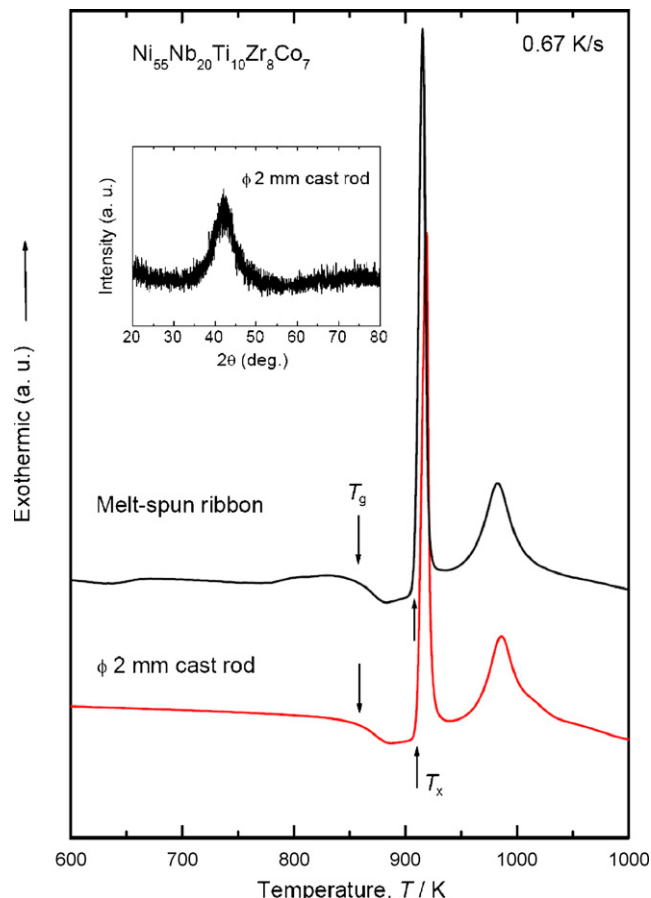 Ni₅₅Nb₂₀Ti₁₀Zr₈Co₇
0.67 K/s
Intensity (a. u.)
ϕ 2 mm cast rod
20 30 40 50 60 70 80
2θ (deg.)
Exothermic (a. u.)
Melt-spun ribbon
Tg
ϕ 2 mm cast rod
Tx
600 700 800 900 1000 1000
Temperature, T / K